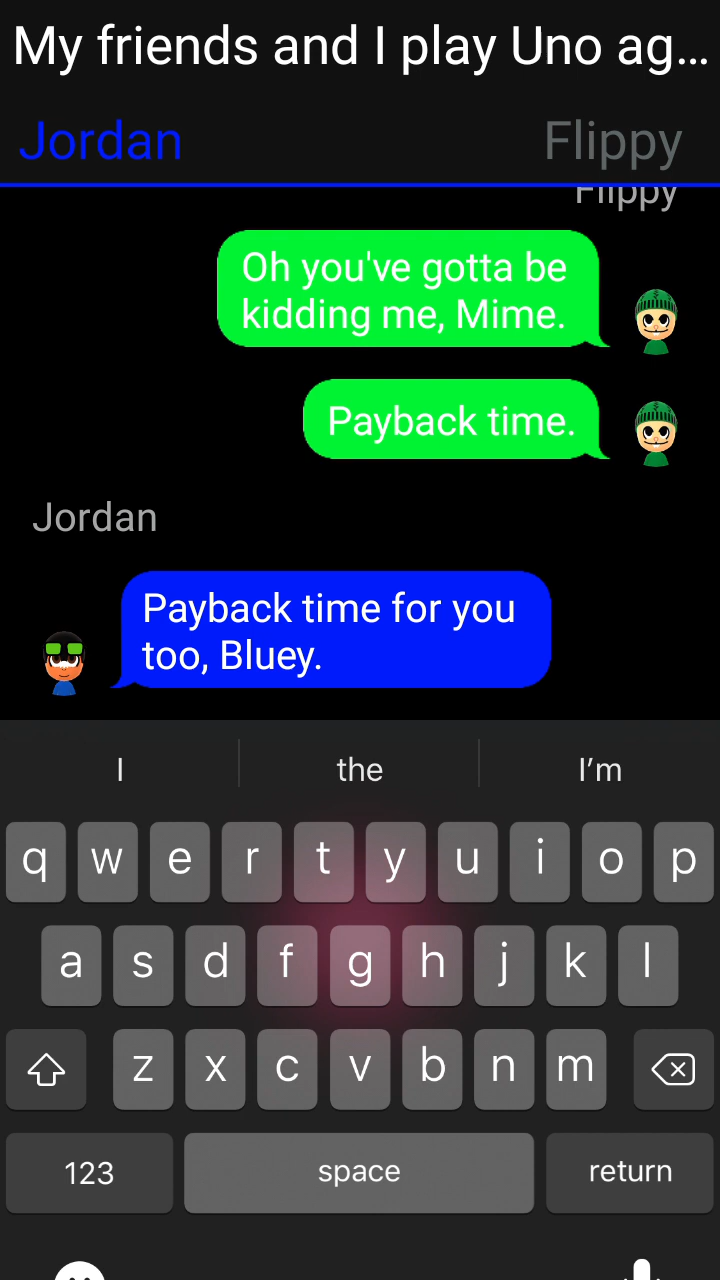 My friends and I play Uno ag...
Jordan Flippy
Flippy
Oh you've gotta be
kidding me, Mime.
Payback time.
Jordan
Payback time for you
too, Bluey.
I the I’m
q w e r t y u i o p
a s d f g h j k l
z x c v b n m
123 space return